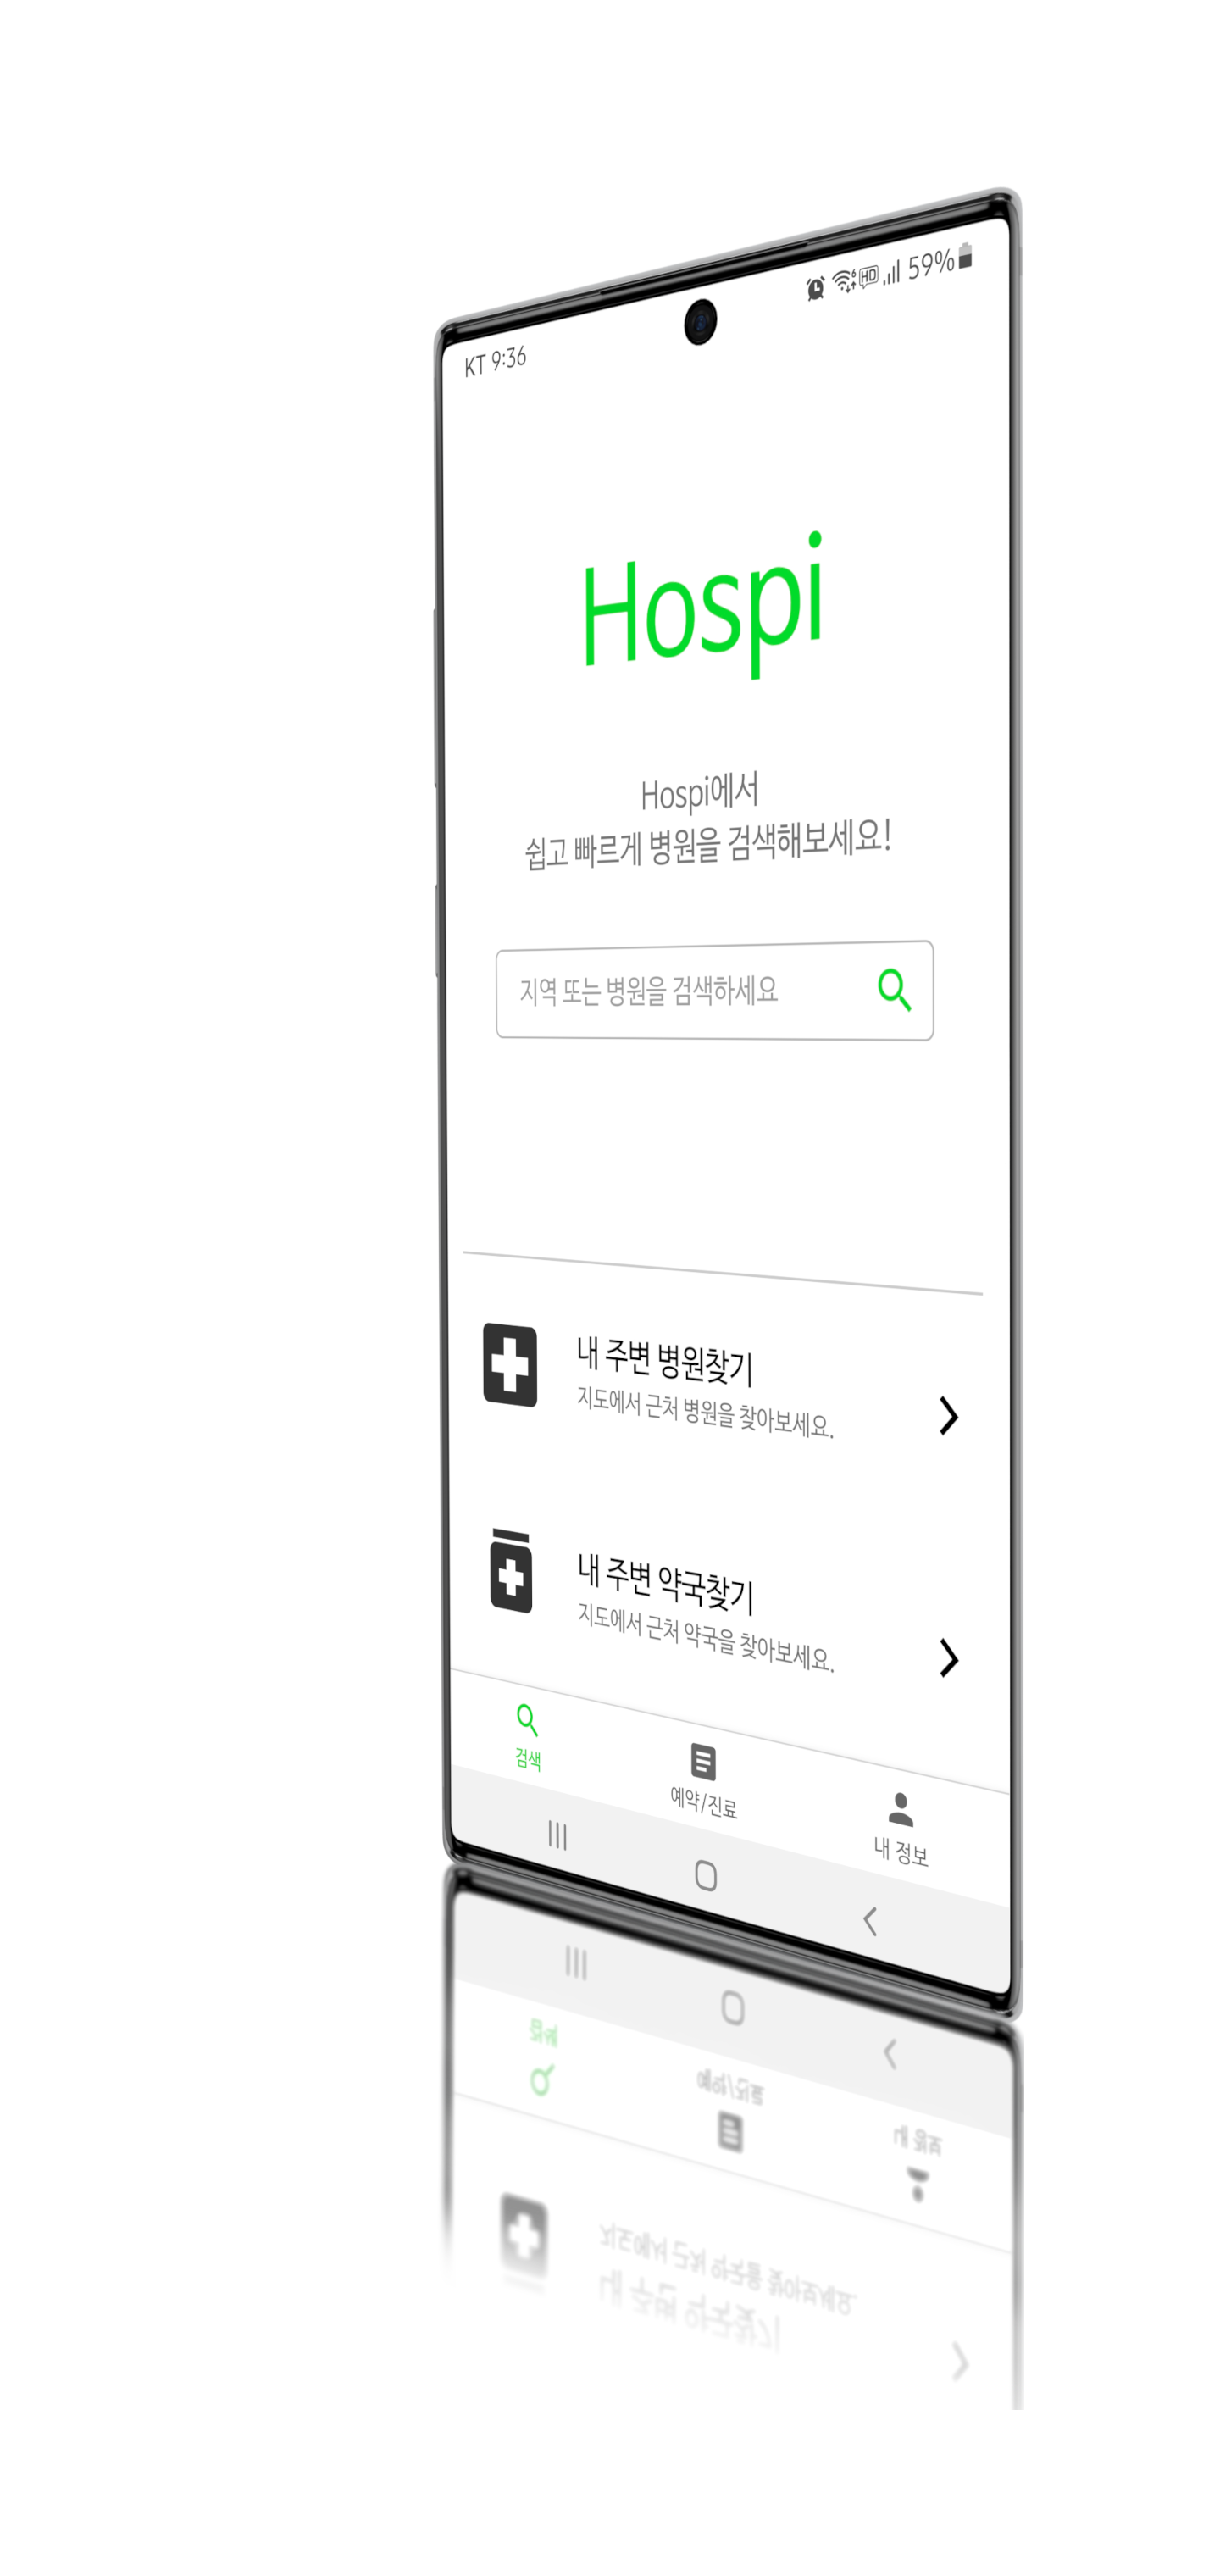 KT 9:36
HD 59%
Hospi
Hospi에서
쉽고 빠르게 병원을 검색해보세요!
지역 또는 병원을 검색하세요
내 주변 병원찾기
지도에서 근처 병원을 찾아보세요.
내 주변 약국찾기
지도에서 근처 약국을 찾아보세요.
검색
예약/진료
내 정보